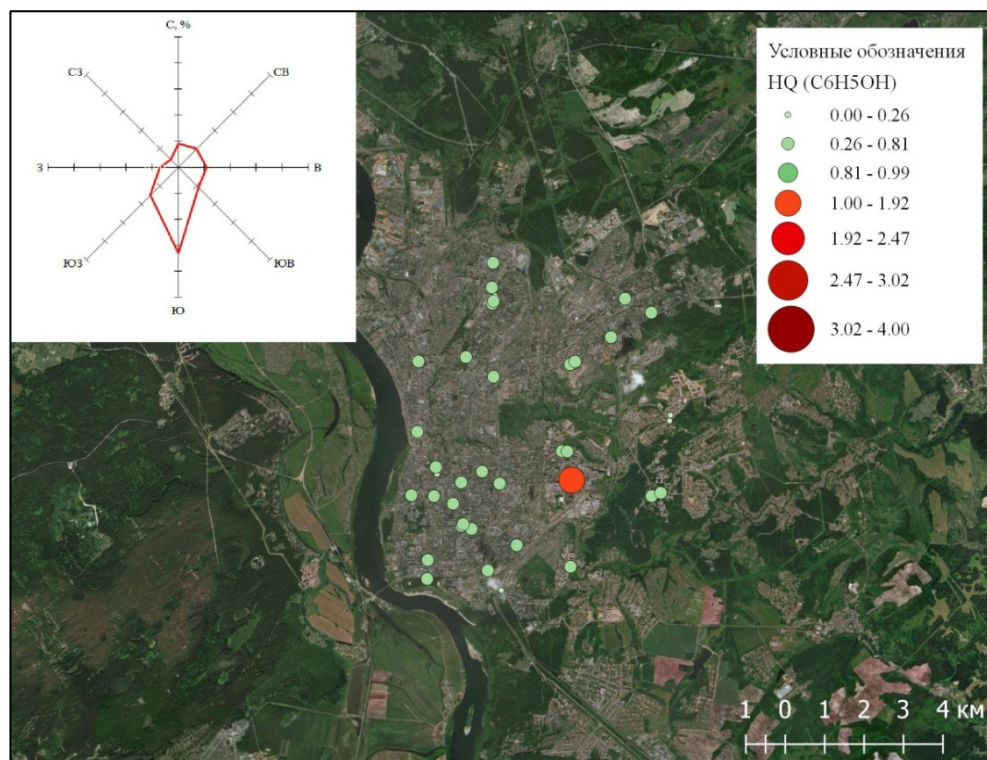 С, %
СЗ
СВ
З
В
ЮЗ
ЮВ
Ю
Условные обозначения
HQ (C6H5OH)
0.00 - 0.26
0.26 - 0.81
0.81 - 0.99
1.00 - 1.92
1.92 - 2.47
2.47 - 3.02
3.02 - 4.00
1 0 1 2 3 4 км